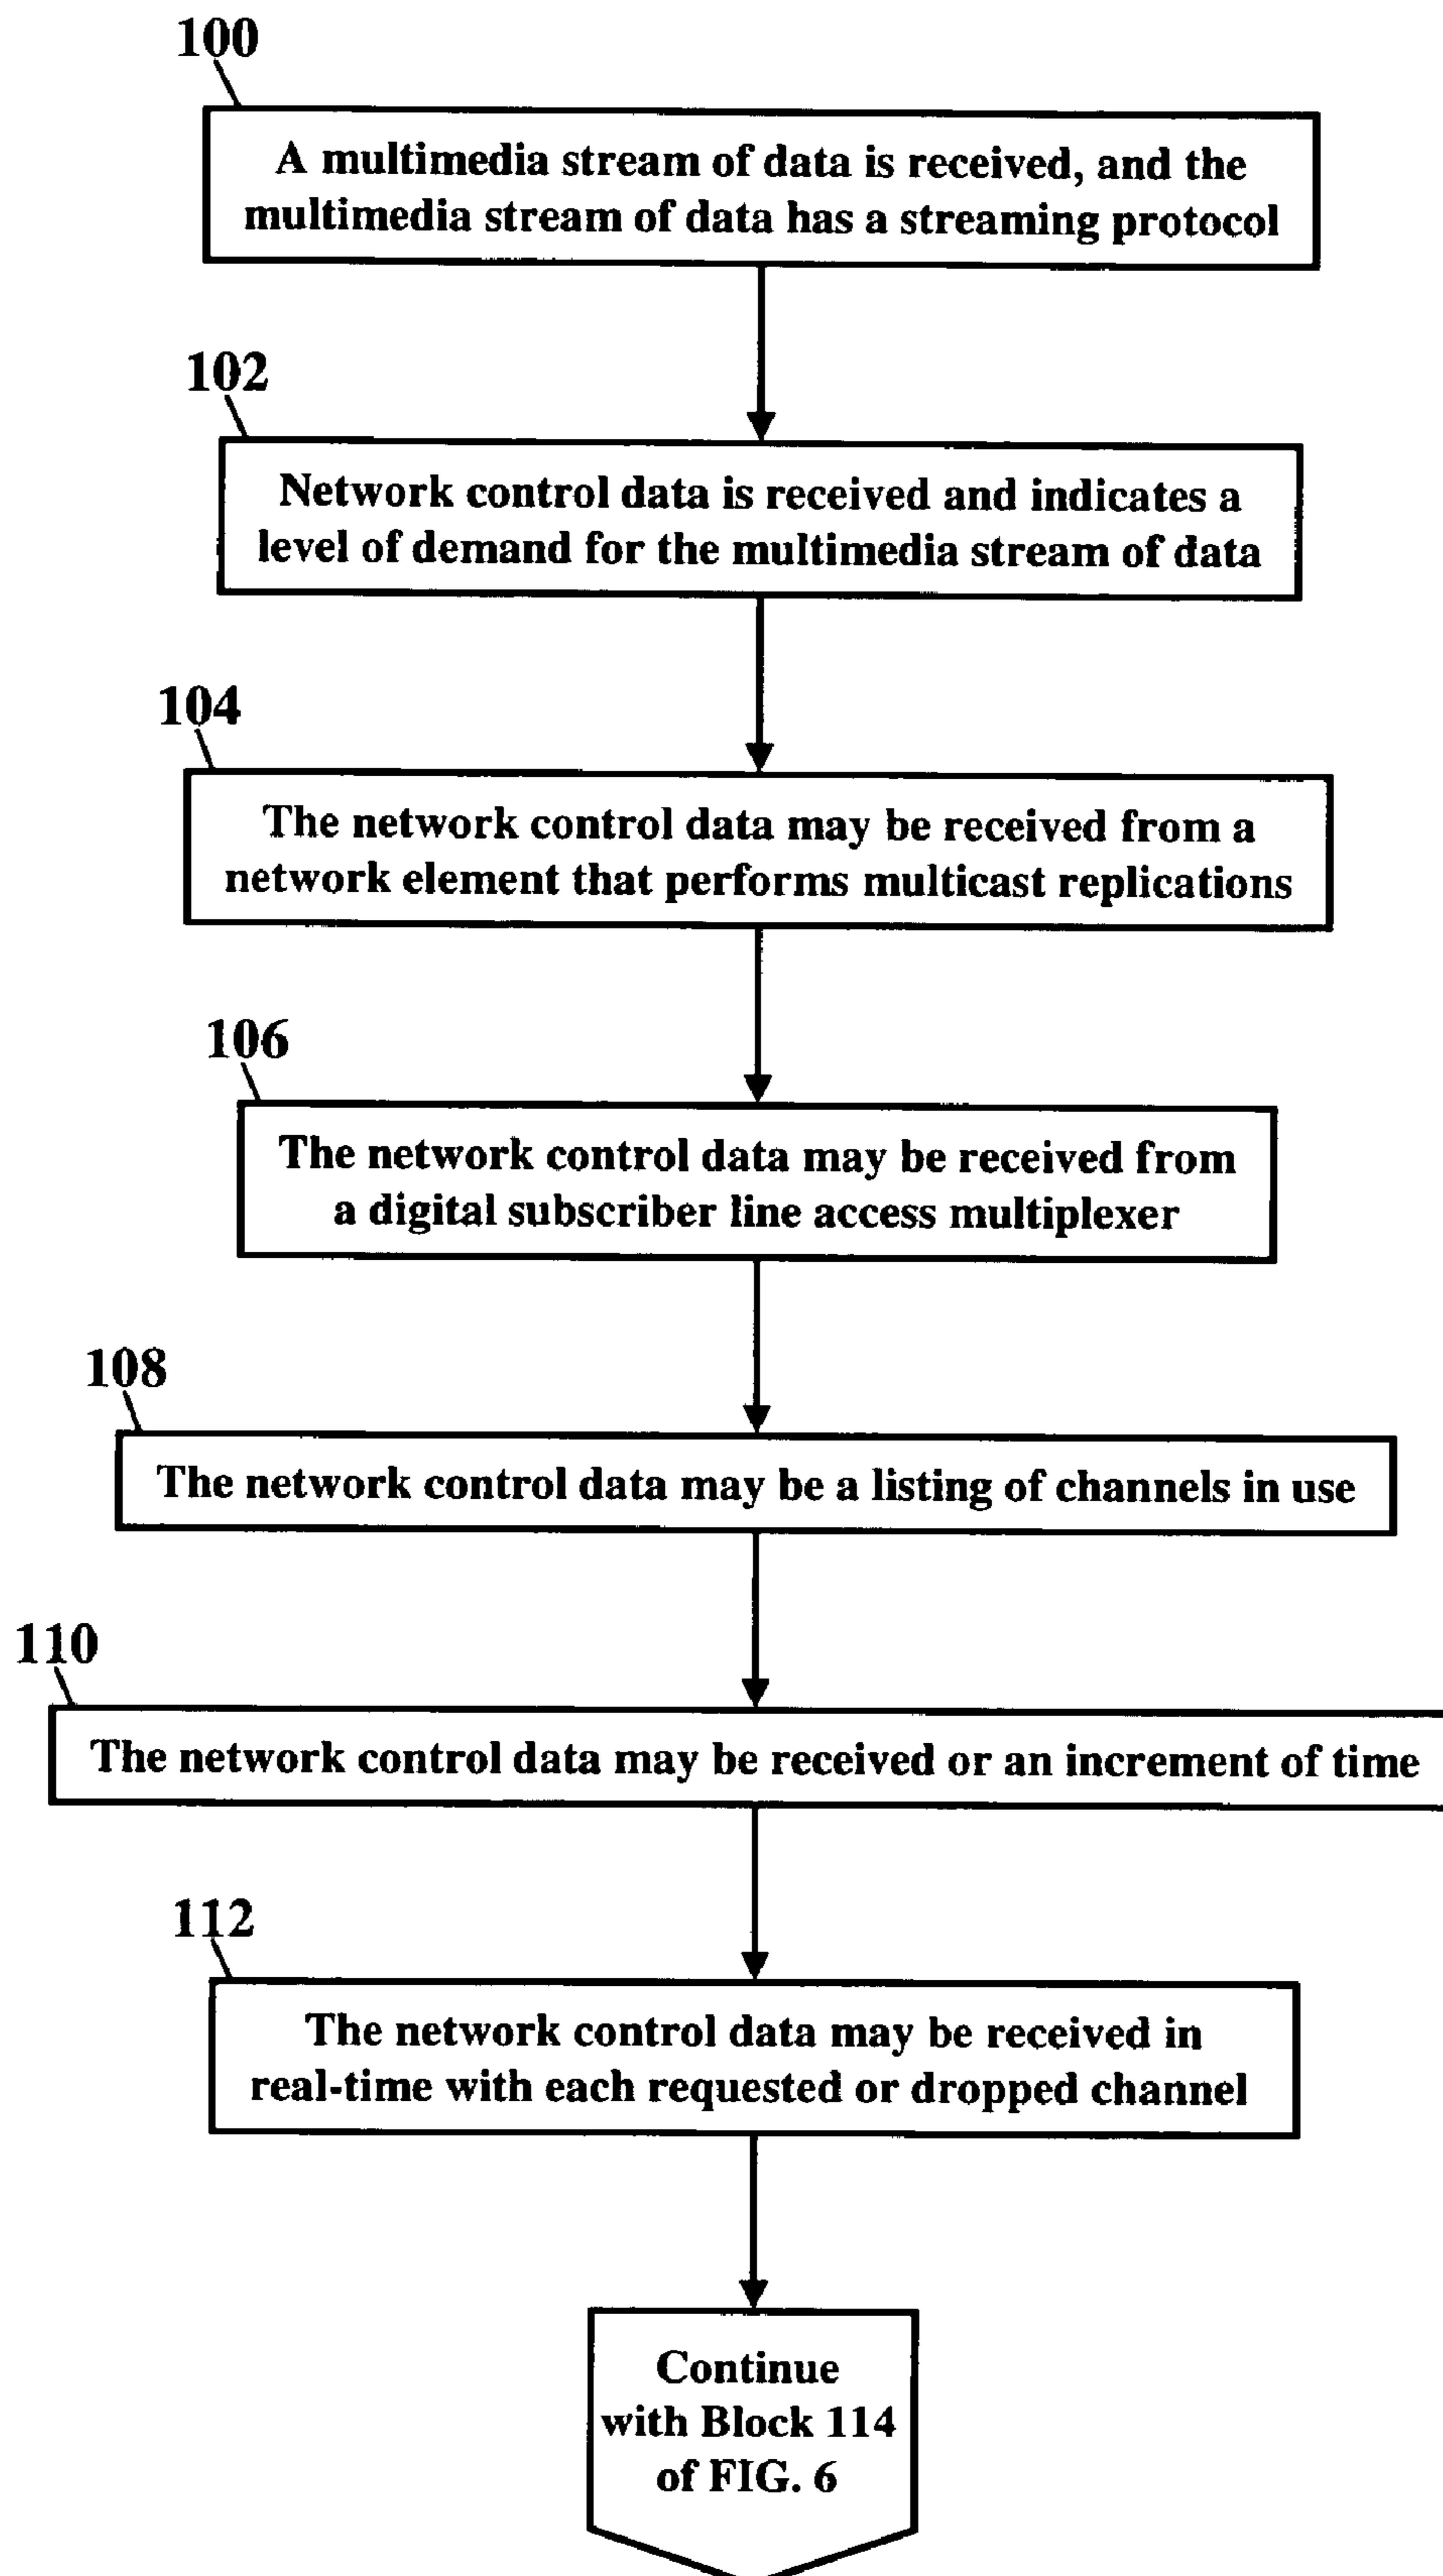 100
A multimedia stream of data is received, and the
multimedia stream of data has a streaming protocol
102
Network control data is received and indicates a
level of demand for the multimedia stream of data
104
The network control data may be received from a
network element that performs multicast replications
106
The network control data may be received from
a digital subscriber line access multiplexer
108
The network control data may be a listing of channels in use
110
The network control data may be received or an increment of time
112
The network control data may be received in
real-time with each requested or dropped channel
Continue
with Block 114
of FIG. 6